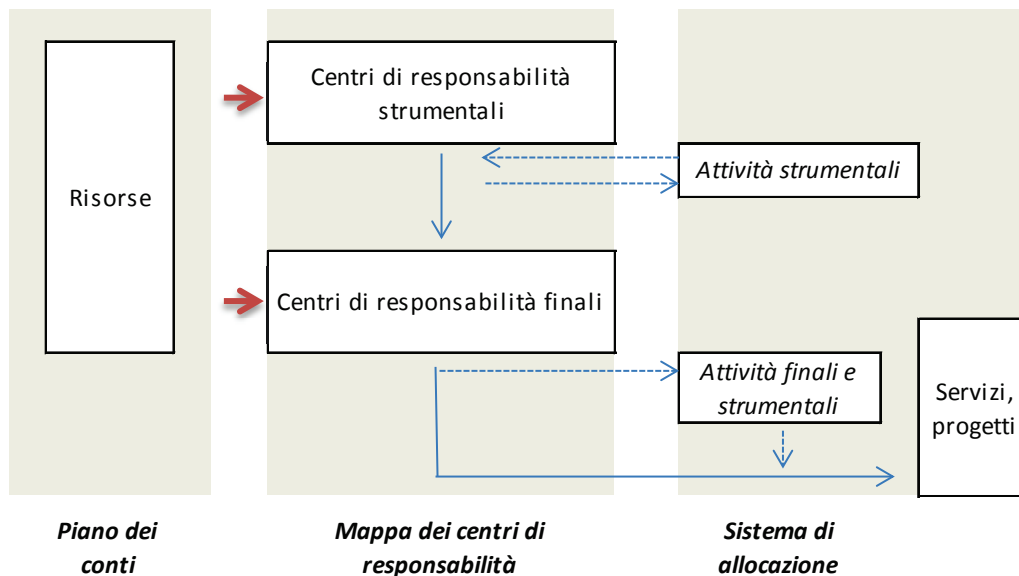 Centri di responsabilità
strumentali
Attività strumentali
Risorse
Centri di responsabilità finali
Attività finali e
strumentali
Servizi,
progetti
Piano dei
conti
Mappa dei centri di
responsabilità
Sistema di
allocazione